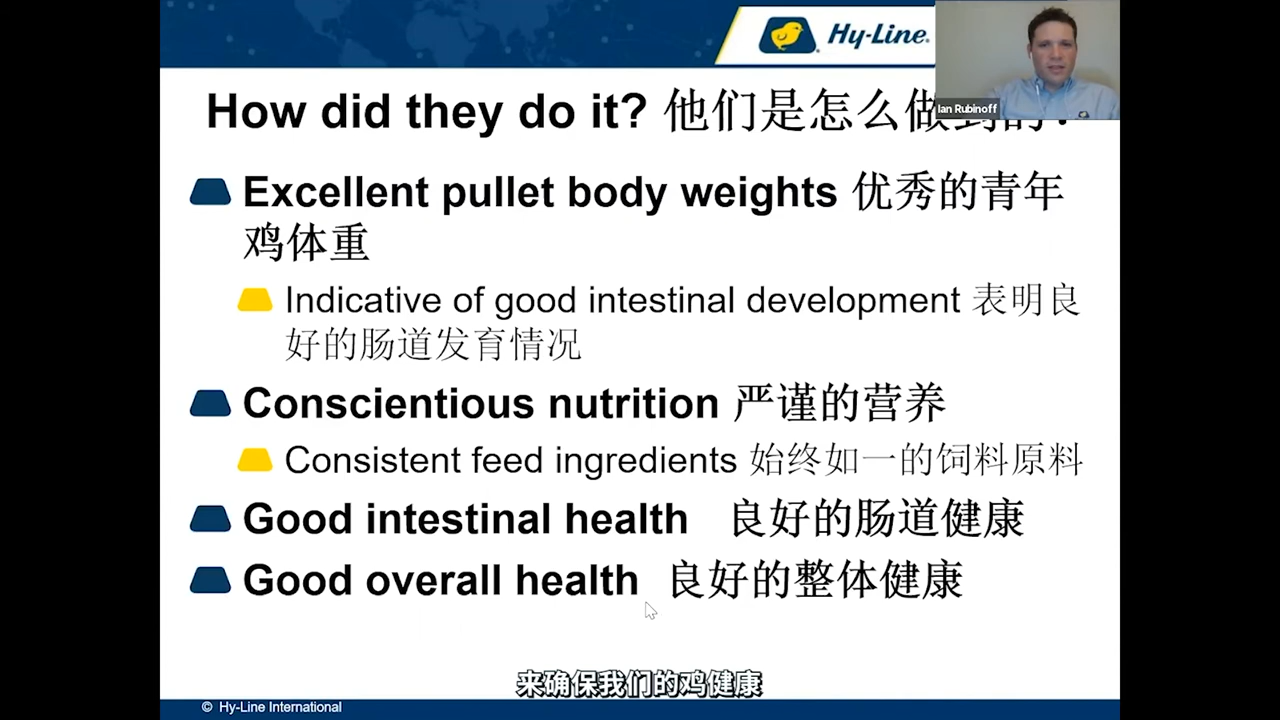 Hy-Line
Ian Rubinoff
How did they do it? 他们是怎么做到的?
Excellent pullet body weights 优秀的青年
鸡体重
Indicative of good intestinal development 表明良
好的肠道发育情况
Conscientious nutrition 严谨的营养
Consistent feed ingredients 始终如一的饲料原料
Good intestinal health 良好的肠道健康
Good overall health 良好的整体健康
来确保我们的鸡健康
© Hy-Line International